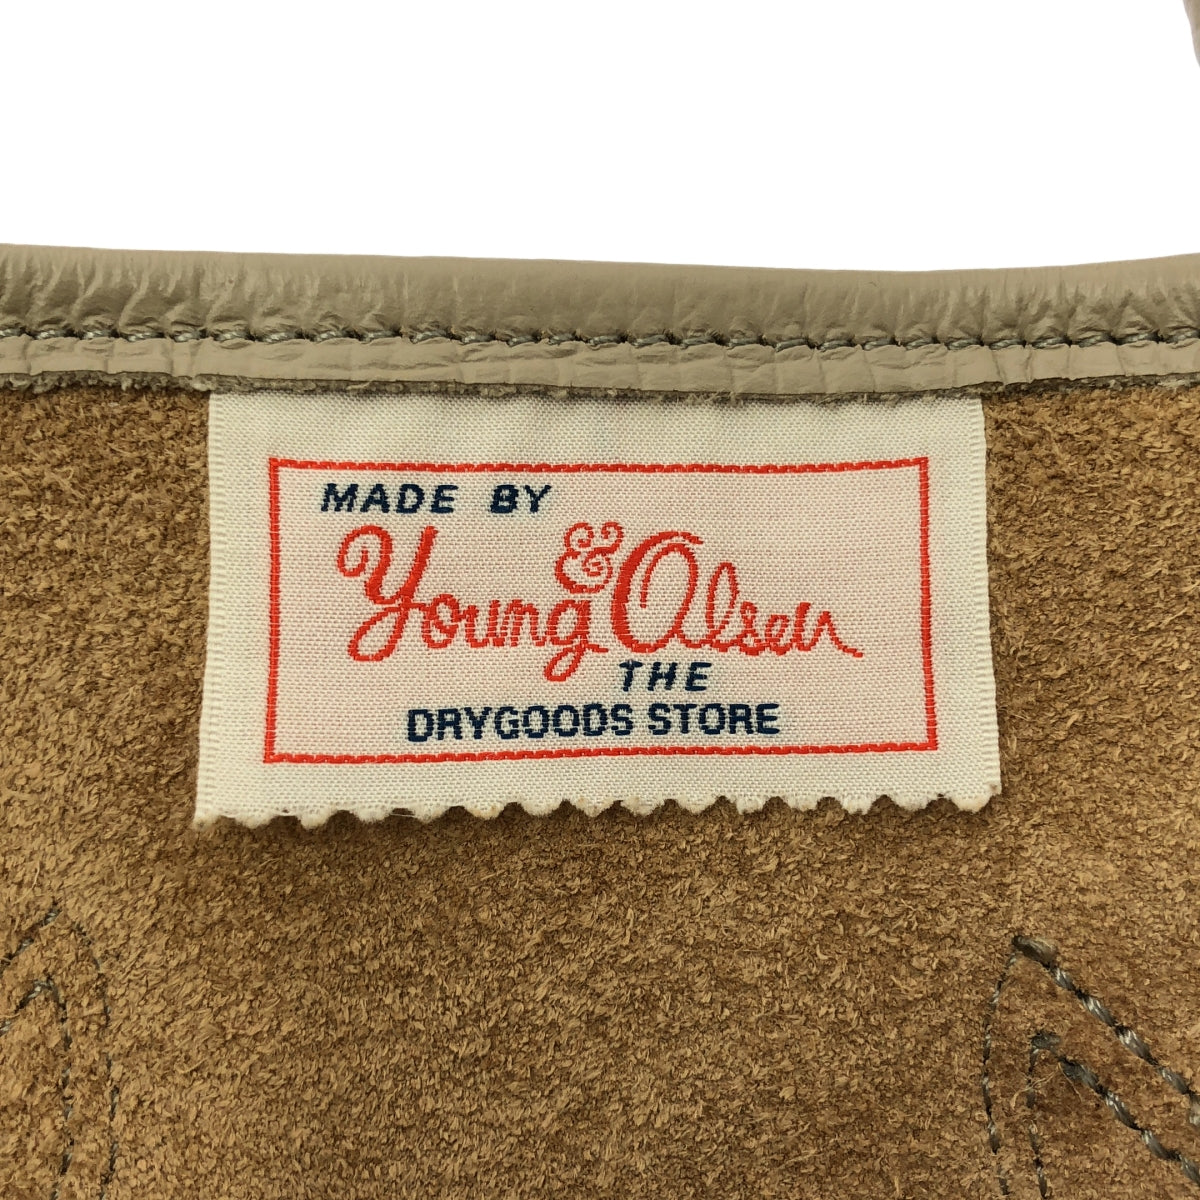 MADE BY
Young & Olsen
THE
DRYGOODS STORE